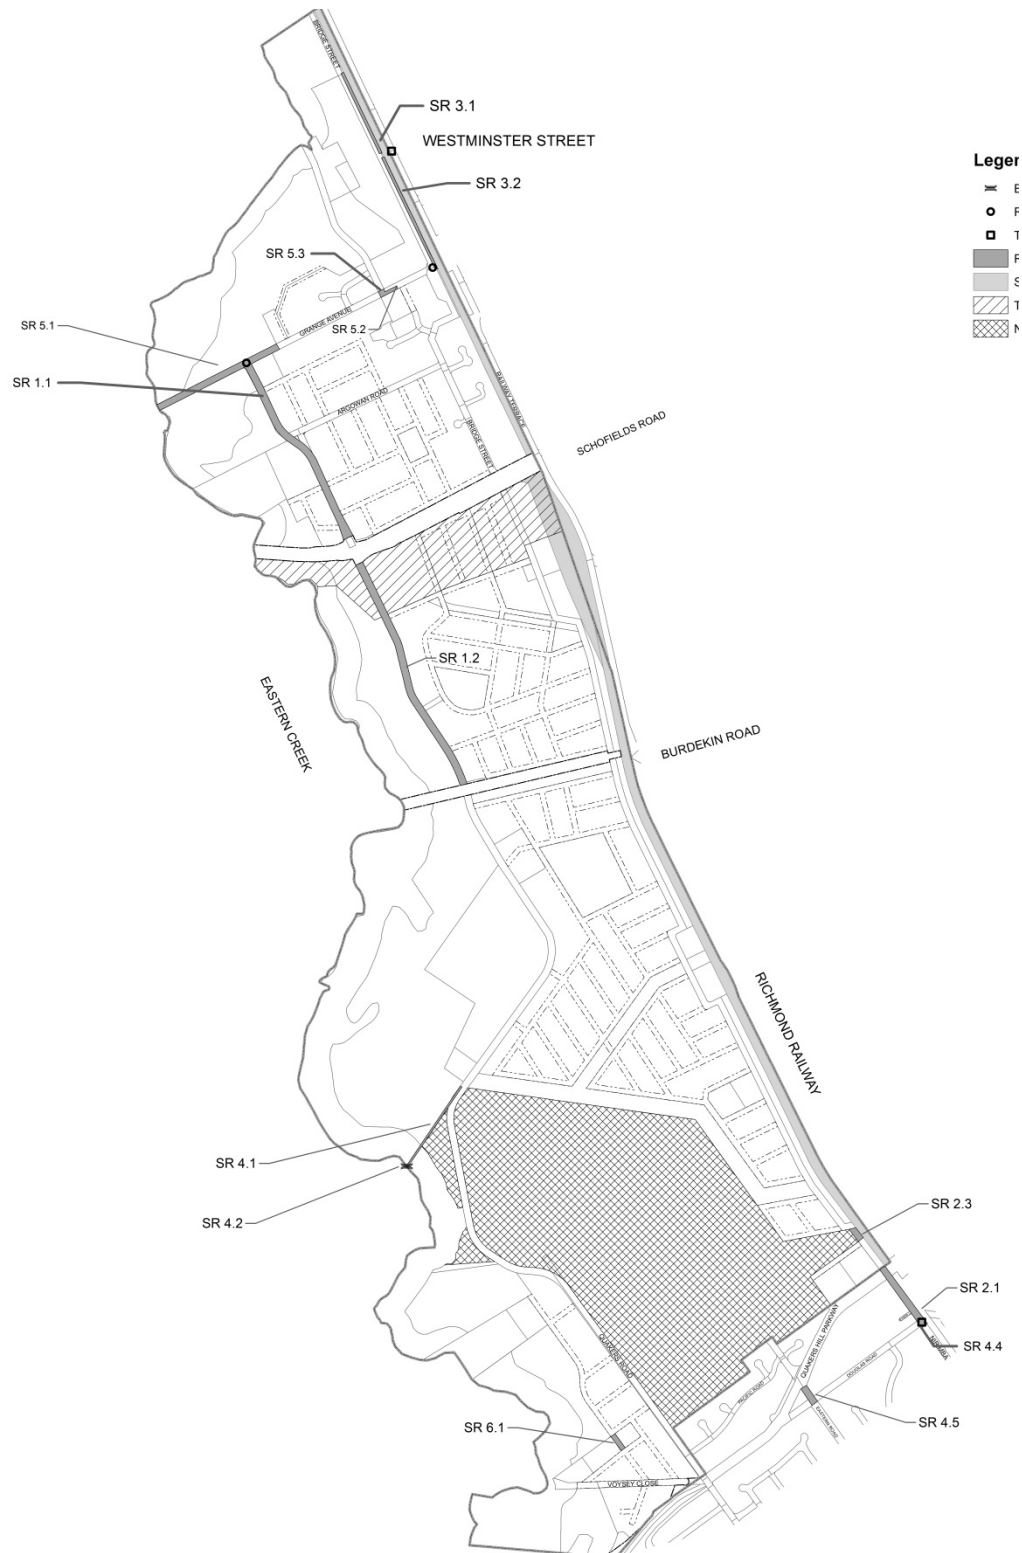 BRIDGE STREET
SR 3.1
WESTMINSTER STREET
SR 3.2
Legen
E
F
T
F
S
T
N
SR 5.3
SR 5.2
GRANGE AVENUE
SR 5.1
SR 1.1
ARGOWAN ROAD
RAILWAY TERRACE
BRIDGE STREET
SCHOFIELDS ROAD
SR 1.2
EASTERN CREEK
BURDEKIN ROAD
RICHMOND RAILWAY
SR 4.1
SR 4.2
SR 2.3
SR 2.1
SR 4.4
QUAKERS HILL PARKWAY
DOUGLAS ROAD
QUAKERS ROAD
PACIFIC ROAD
EASTERN ROAD
SR 4.5
SR 6.1
VOYSEY CLOSE